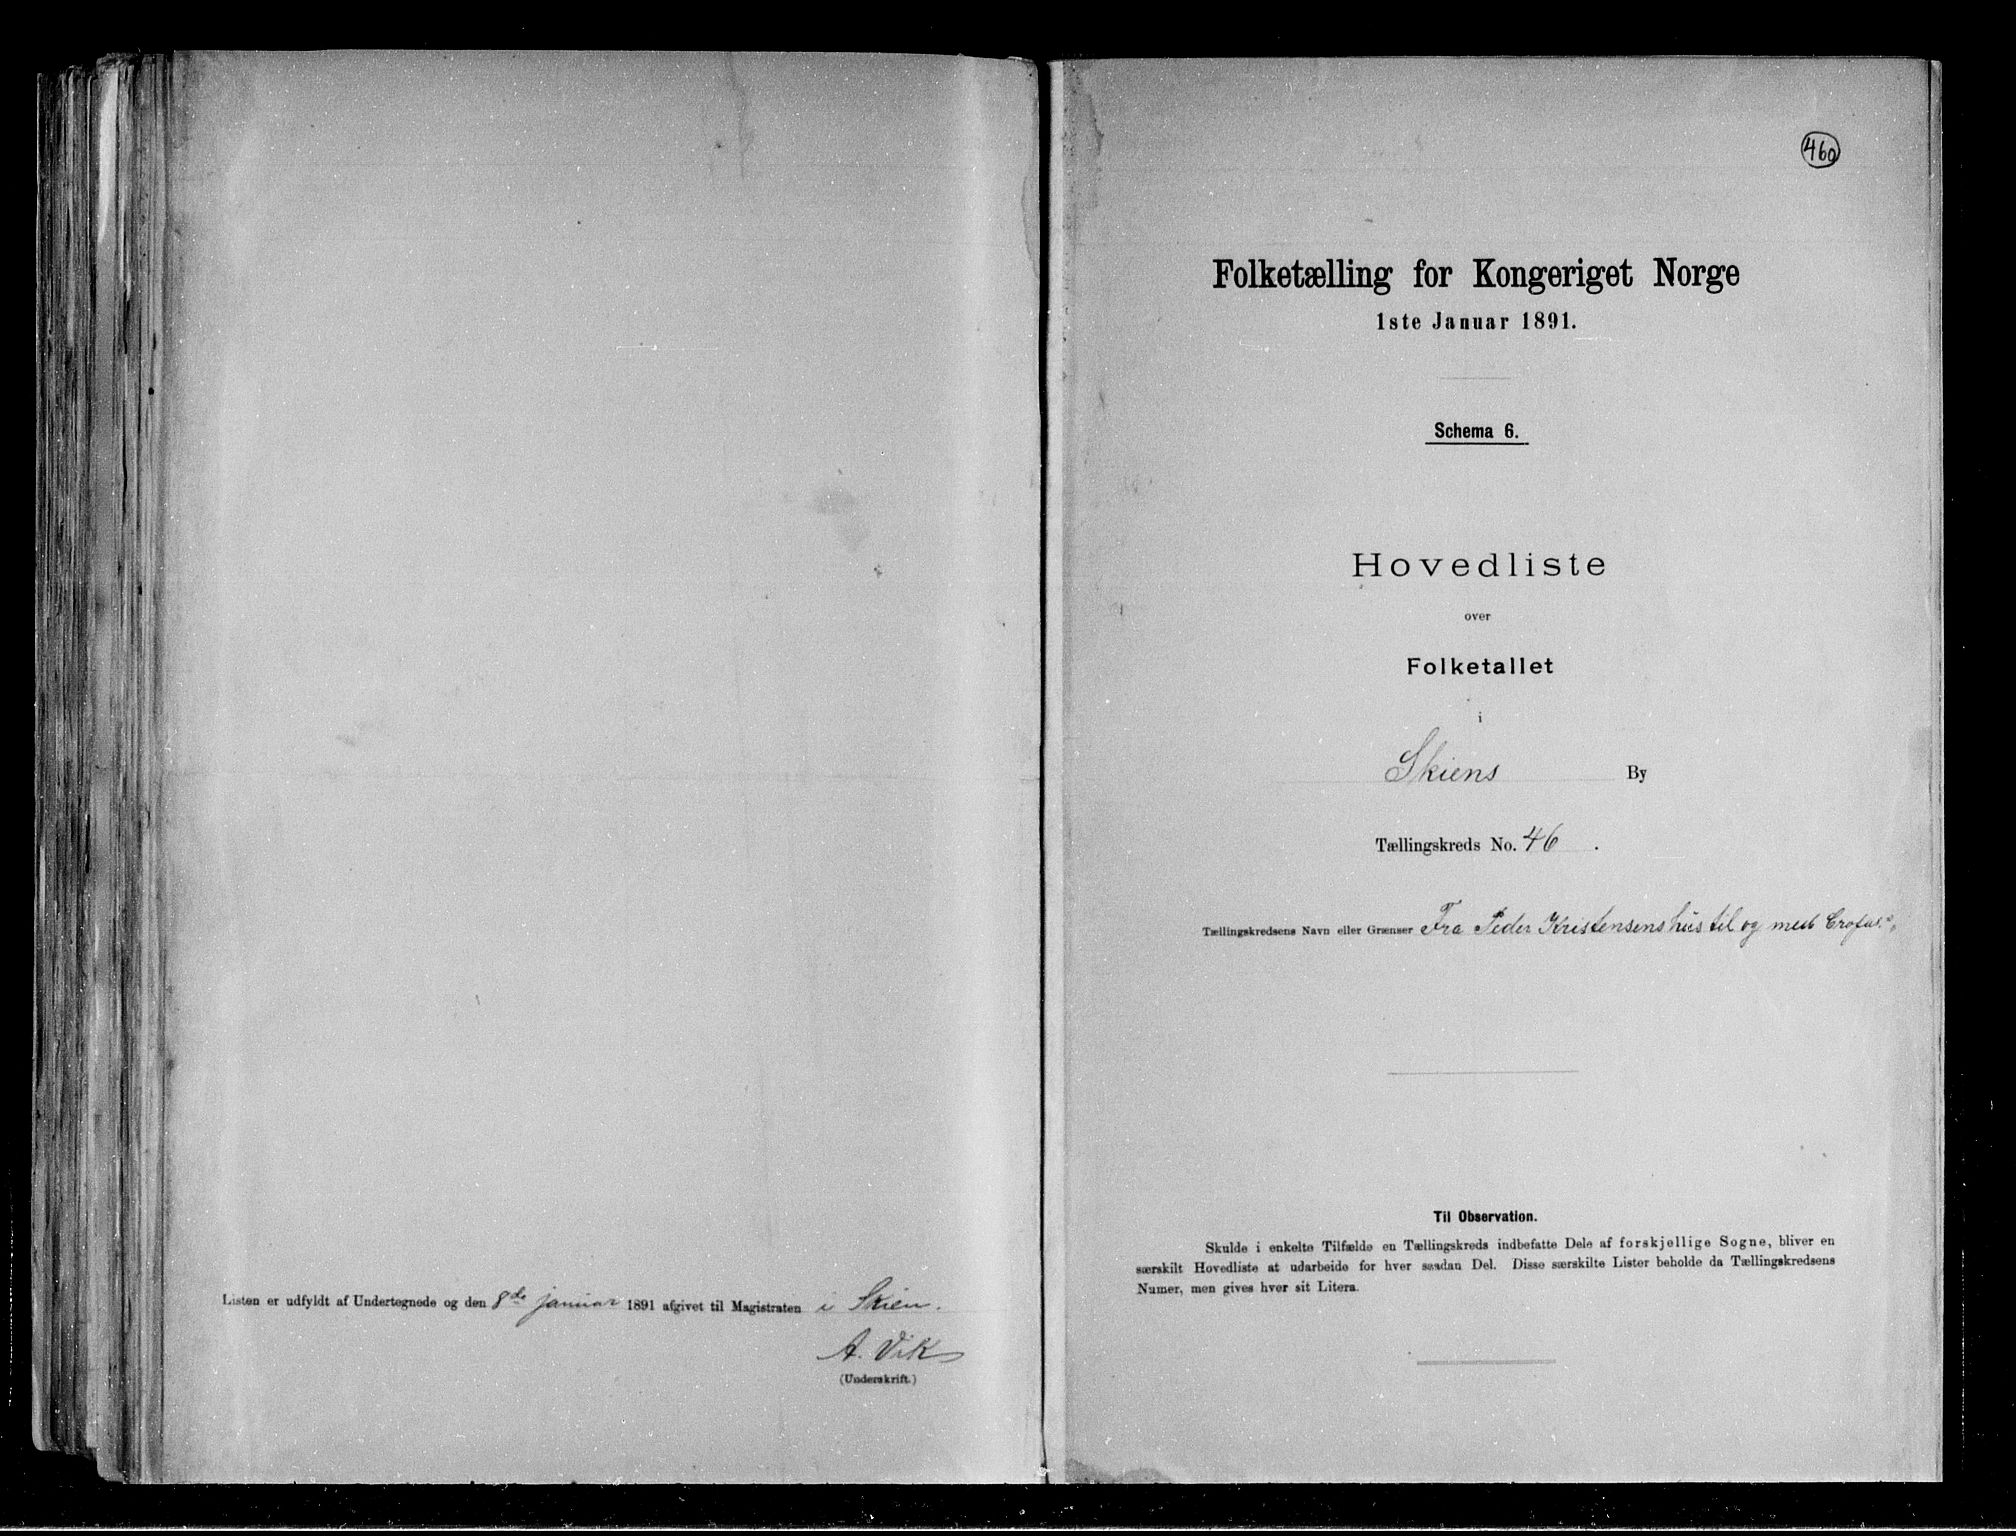 Listen er udfyldt af Undertegnede og den 8de januar 1891 afgivet til Magistraten i Skien.
A. Vik
(Underskrift.)
460
Folketælling for Kongeriget Norge
1ste Januar 1891.
Schema 6.
Hovedliste
over
Folketallet
i
Skiens By
Tællingskreds No. 46.
Tællingskredsens Navn eller Grænser Fra Peder Kristensens hus til og med
Til Observation.
Skulde i enkelte Tilfælde en Tællingskreds indbefatte Dele af forskjellige Sogne, bliver en
særskilt Hovedliste at udarbeide for hver saadan Del. Disse særskilte Lister beholde da Tællingskredsens
Numer, men gives hver sit Litera.